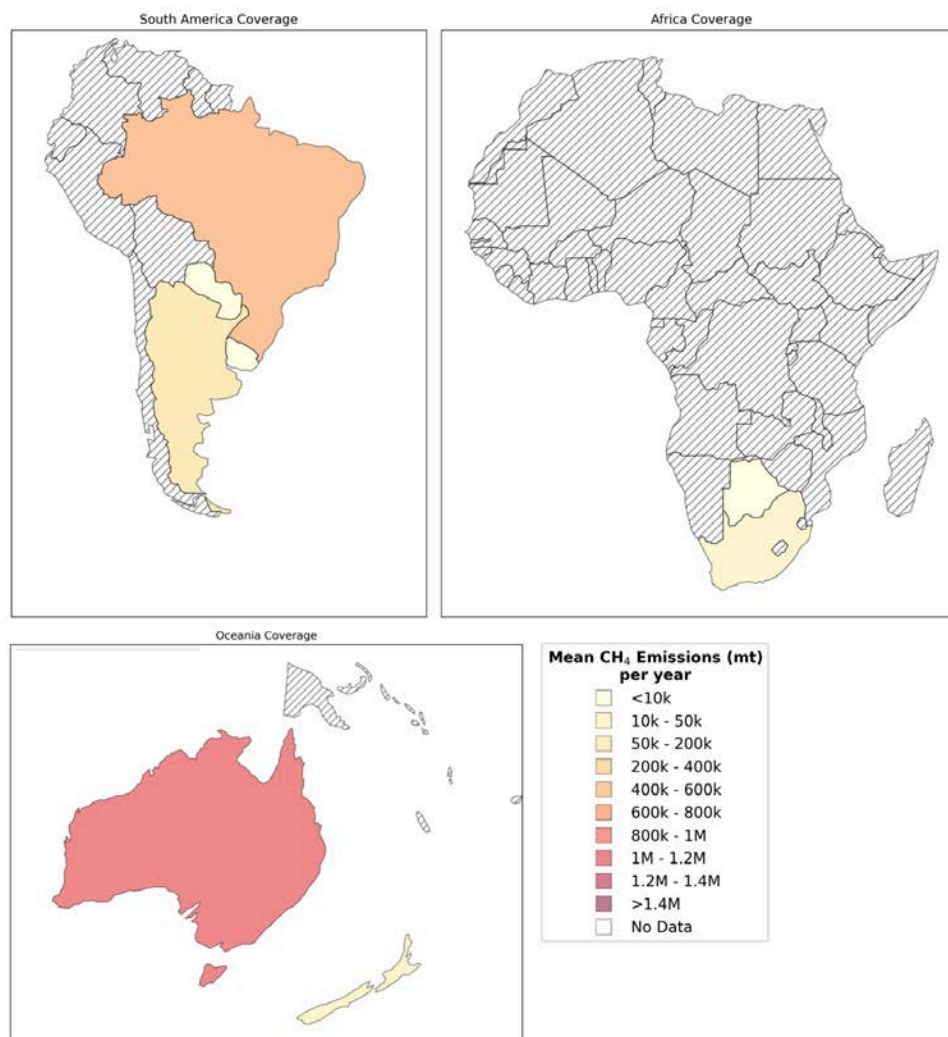 South America Coverage
Africa Coverage
Oceania Coverage
Mean CH₄ Emissions (mt)
per year
<10k
10k - 50k
50k - 200k
200k - 400k
400k - 600k
600k - 800k
800k - 1M
1M - 1.2M
1.2M - 1.4M
>1.4M
No Data